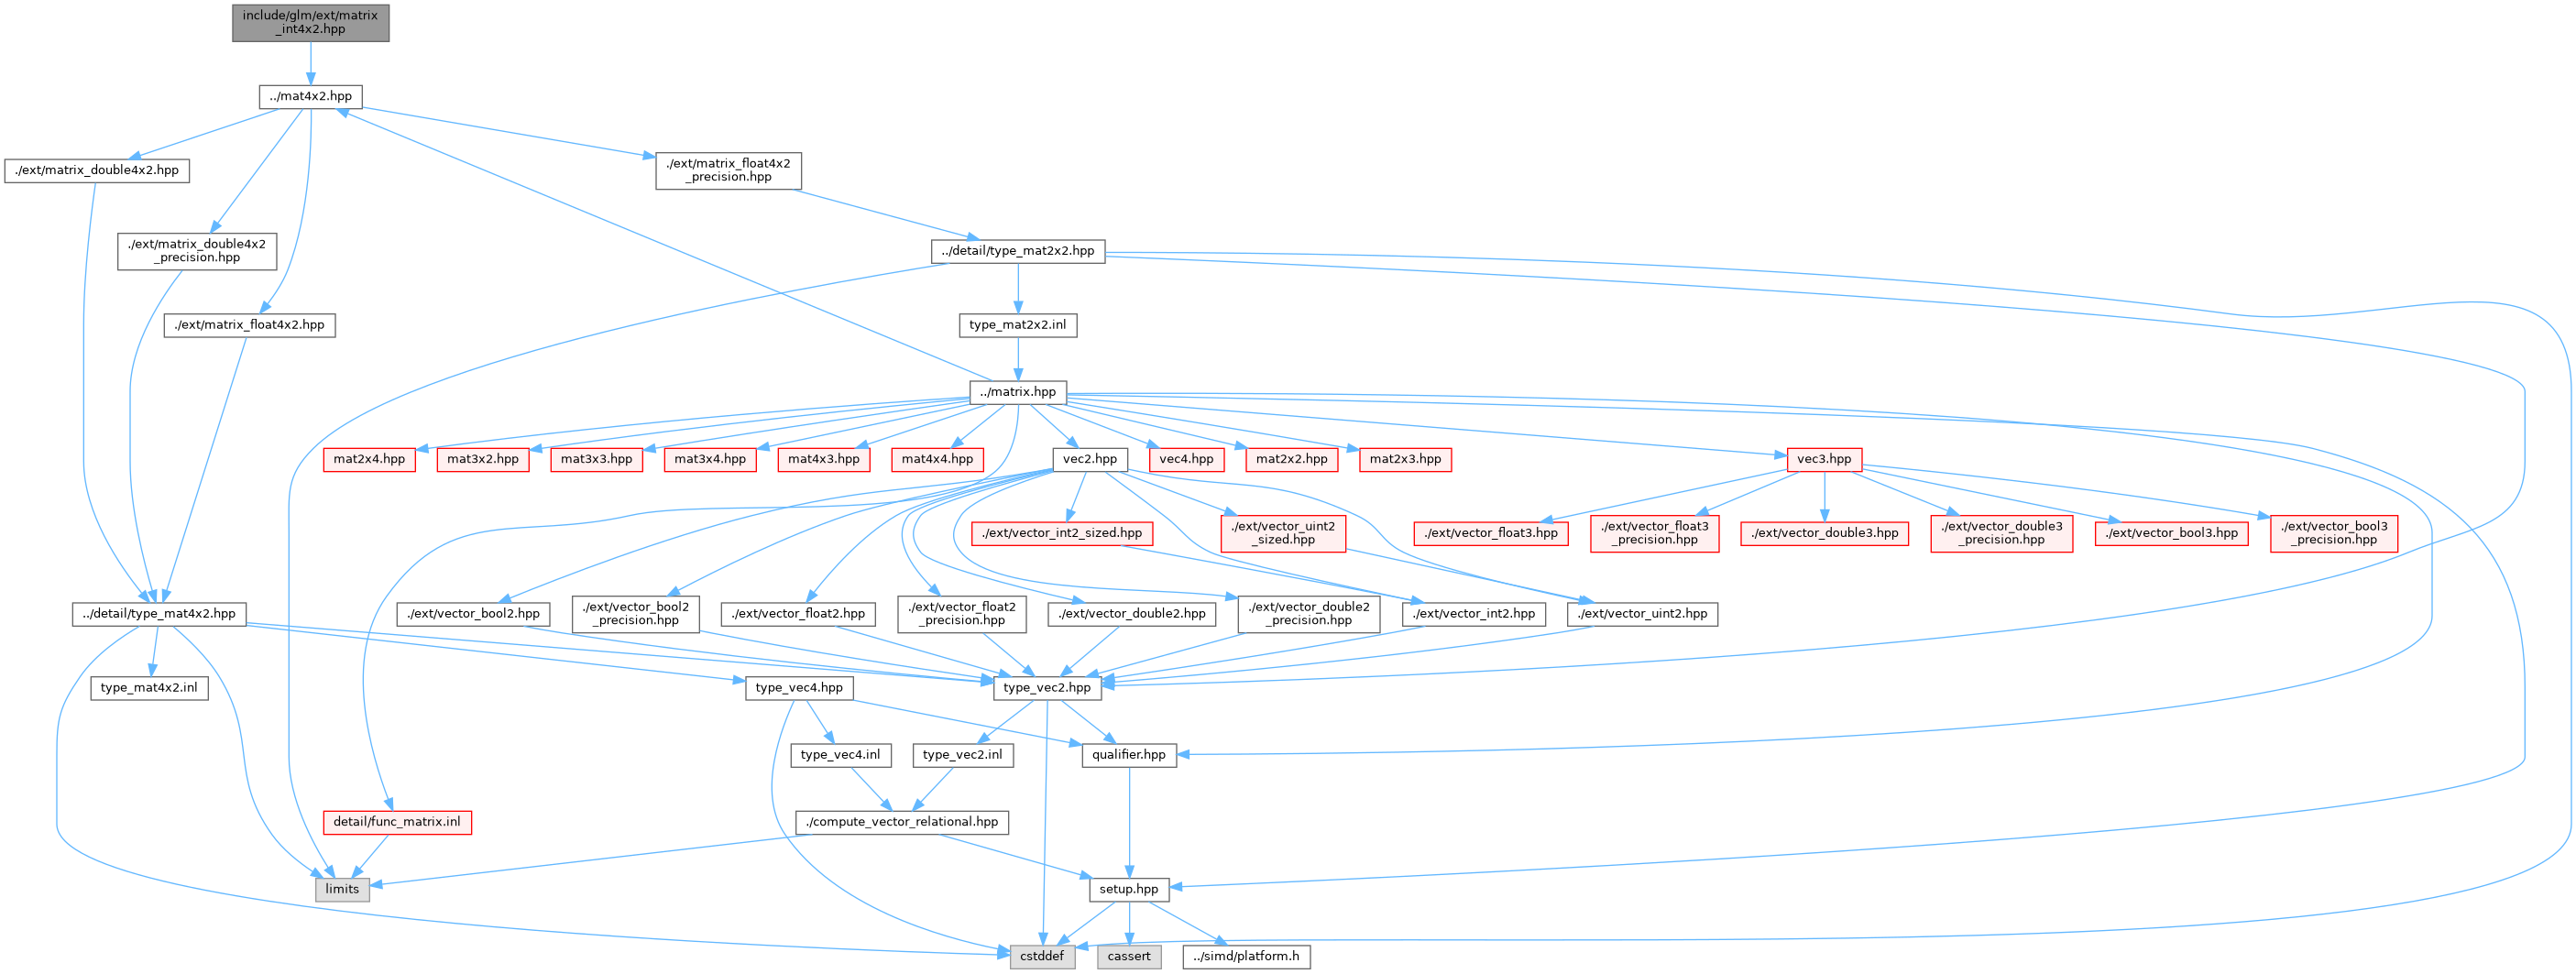 include/glm/ext/matrix
_int4x2.hpp
../mat4x2.hpp
./ext/matrix_double4x2.hpp
./ext/matrix_float4x2
_precision.hpp
./ext/matrix_double4x2
_precision.hpp
../detail/type_mat2x2.hpp
./ext/matrix_float4x2.hpp
type_mat2x2.inl
../matrix.hpp
mat2x4.hpp
mat3x2.hpp
mat3x3.hpp
mat3x4.hpp
mat4x3.hpp
mat4x4.hpp
vec2.hpp
vec4.hpp
mat2x2.hpp
mat2x3.hpp
vec3.hpp
./ext/vector_int2_sized.hpp
./ext/vector_uint2
_sized.hpp
./ext/vector_float3.hpp
./ext/vector_float3
_precision.hpp
./ext/vector_double3.hpp
./ext/vector_double3
_precision.hpp
./ext/vector_bool3.hpp
./ext/vector_bool3
_precision.hpp
../detail/type_mat4x2.hpp
./ext/vector_bool2.hpp
./ext/vector_bool2
_precision.hpp
./ext/vector_float2.hpp
./ext/vector_float2
_precision.hpp
./ext/vector_double2.hpp
./ext/vector_double2
_precision.hpp
./ext/vector_int2.hpp
./ext/vector_uint2.hpp
type_mat4x2.inl
type_vec4.hpp
type_vec2.hpp
type_vec4.inl
type_vec2.inl
qualifier.hpp
detail/func_matrix.inl
./compute_vector_relational.hpp
limits
setup.hpp
cstddef
cassert
../simd/platform.h